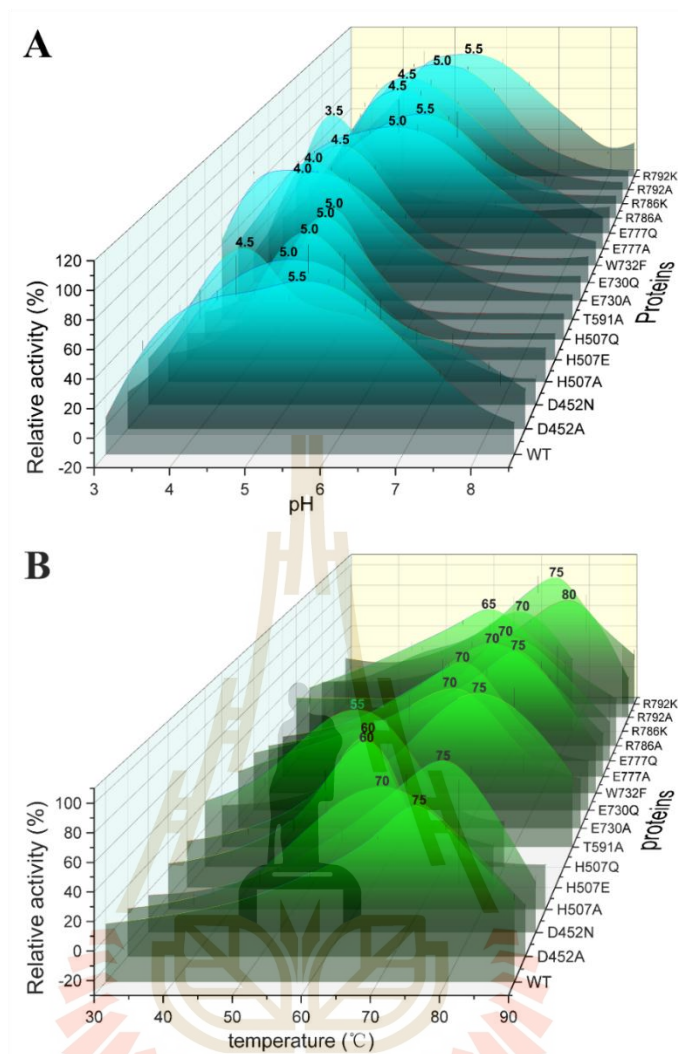 A
5.5
5.0
4.5
4.5
5.5
5.0
3.5
4.5
4.0
4.0
5.0
5.0
5.0
4.5
5.0
5.5
120
100
80
60
40
20
0
-20
Relative activity (%)
3
4
5
6
7
8
pH
R792K
R792A
R786K
R786A
E777Q
E777A
W732F
E730Q
E730A
T591A
H507Q
H507E
H507A
D452N
D452A
WT
Proteins
B
75
80
65
70
70
70
75
70
70
75
55
60
60
75
70
75
100
80
60
40
20
0
-20
Relative activity (%)
30
40
50
60
70
80
90
temperature (℃)
R792K
R792A
R786K
R786A
E777Q
E777A
W732F
E730Q
E730A
T591A
H507Q
H507E
H507A
D452N
D452A
WT
proteins